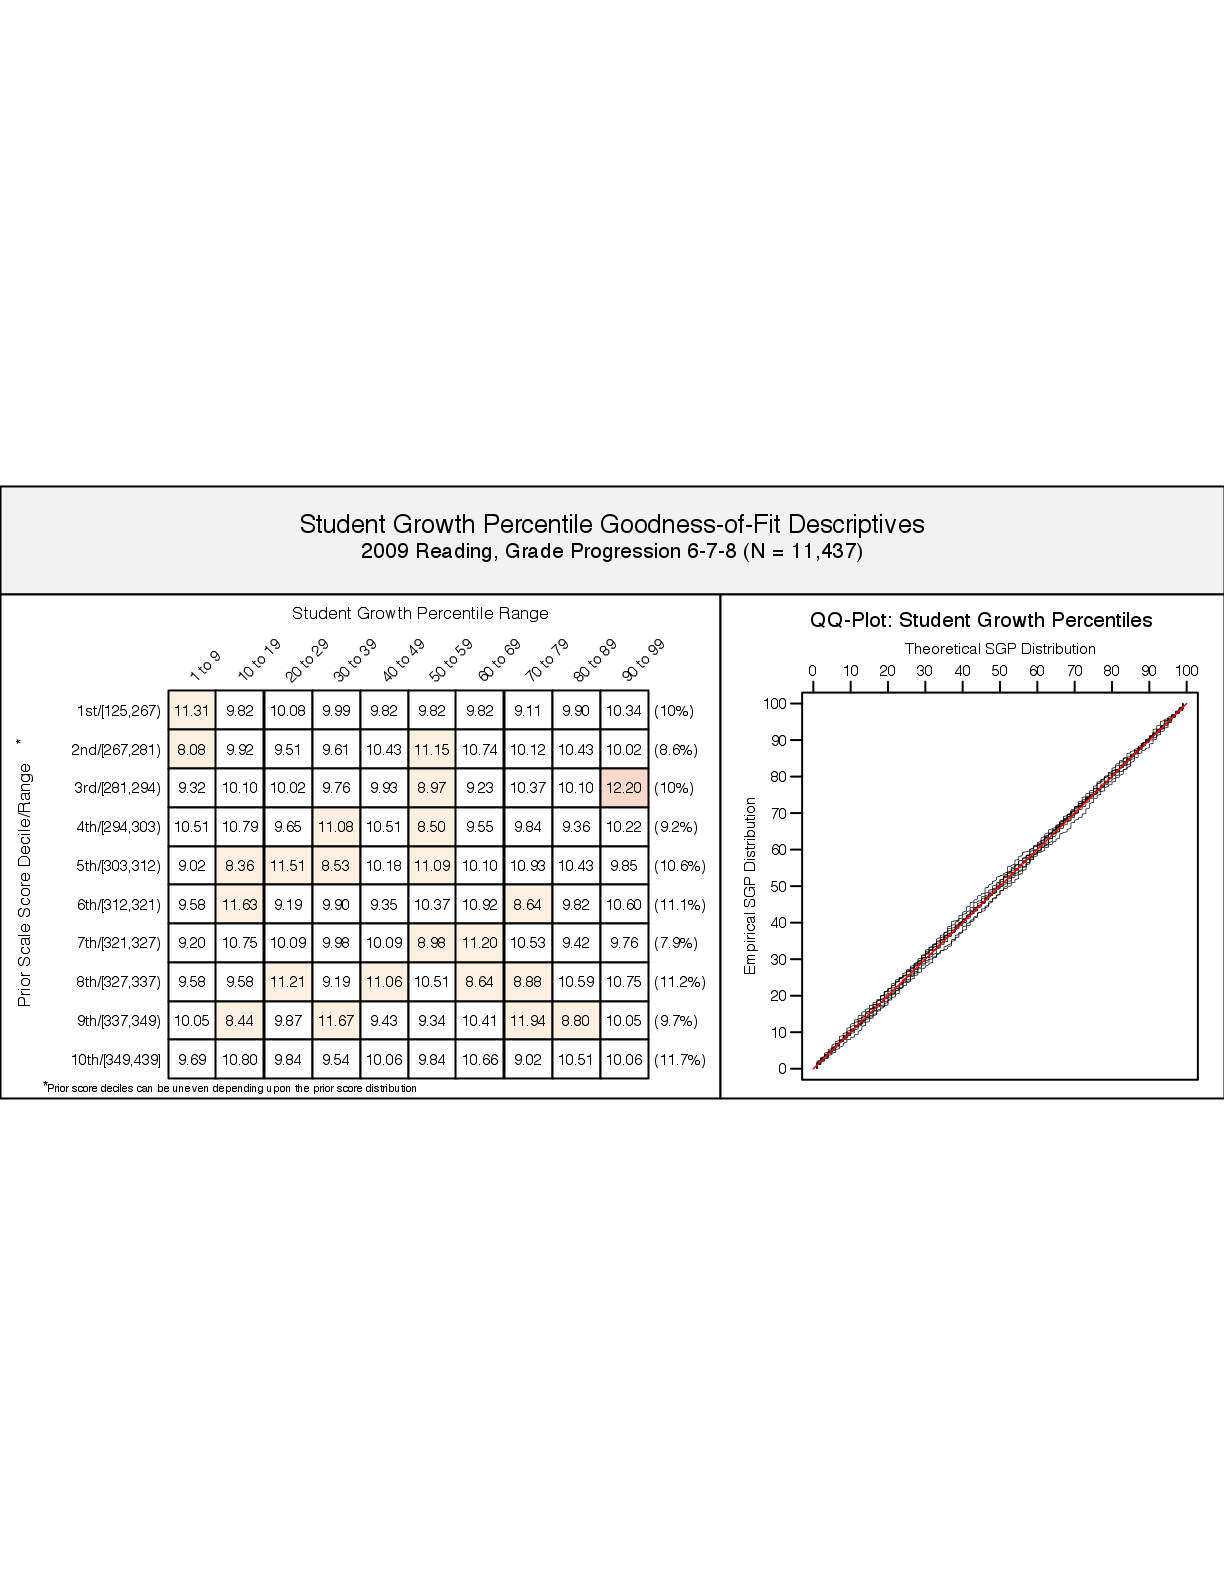 Student Growth Percentile Goodness-of-Fit Descriptives
2009 Reading, Grade Progression 6-7-8 (N = 11,437)
Student Growth Percentile Range
1 to 9 10 to 19 20 to 29 30 to 39 40 to 49 50 to 59 60 to 69 70 to 79 80 to 89 90 to 99
Prior Scale Score Decile/Range *
1st/[125,267) 11.31 9.82 10.08 9.99 9.82 9.82 9.82 9.11 9.90 10.34 (10%)
2nd/[267,281) 8.08 9.92 9.51 9.61 10.43 11.15 10.74 10.12 10.43 10.02 (8.6%)
3rd/[281,294) 9.32 10.10 10.02 9.76 9.93 8.97 9.23 10.37 10.10 12.20 (10%)
4th/[294,303) 10.51 10.79 9.65 11.08 10.51 8.50 9.55 9.84 9.36 10.22 (9.2%)
5th/[303,312) 9.02 8.36 11.51 8.53 10.18 11.09 10.10 10.93 10.43 9.85 (10.6%)
6th/[312,321) 9.58 11.63 9.19 9.90 9.35 10.37 10.92 8.64 9.82 10.60 (11.1%)
7th/[321,327) 9.20 10.75 10.09 9.98 10.09 8.98 11.20 10.53 9.42 9.76 (7.9%)
8th/[327,337) 9.58 9.58 11.21 9.19 11.06 10.51 8.64 8.88 10.59 10.75 (11.2%)
9th/[337,349) 10.05 8.44 9.87 11.67 9.43 9.34 10.41 11.94 8.80 10.05 (9.7%)
10th/[349,439] 9.69 10.80 9.84 9.54 10.06 9.84 10.66 9.02 10.51 10.06 (11.7%)
*Prior score deciles can be uneven depending upon the prior score distribution
QQ-Plot: Student Growth Percentiles
Theoretical SGP Distribution
0 10 20 30 40 50 60 70 80 90 100
Empirical SGP Distribution
100
90
80
70
60
50
40
30
20
10
0